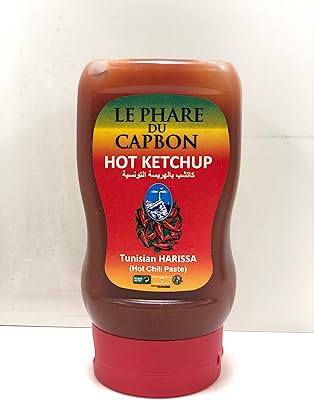 LE PHARE
DU
CAPBON
HOT KETCHUP
كاتشب بالهريسة التونسية
Tunisian HARISSA
(Hot Chili Paste)